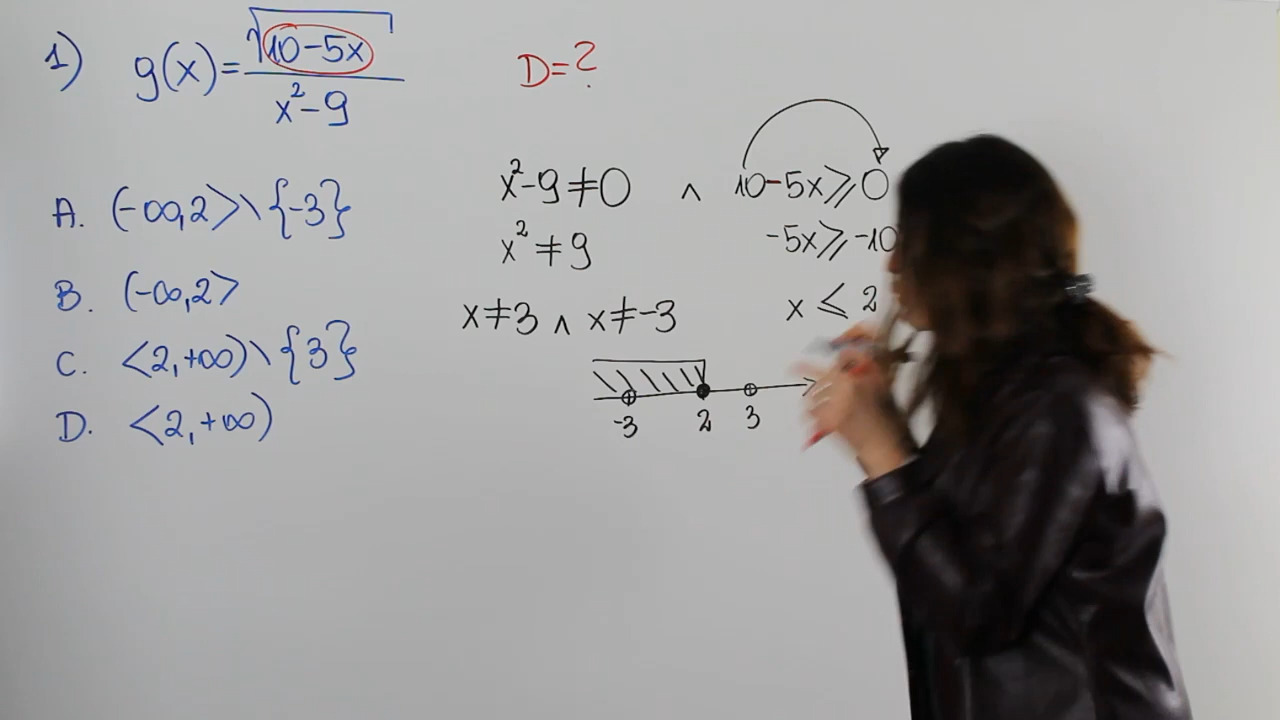 1) g(x)=√(10-5x)/(x²-9)
D=?
A. (-∞,2>\{-3}
B. (-∞,2>
C. <2,+∞)\{3}
D. <2,+∞)
x²-9≠0 ∧ 10-5x⩾0
x²≠9
-5x⩾-10
x≠3 ∧ x≠-3
x⩽2
-3 2 3